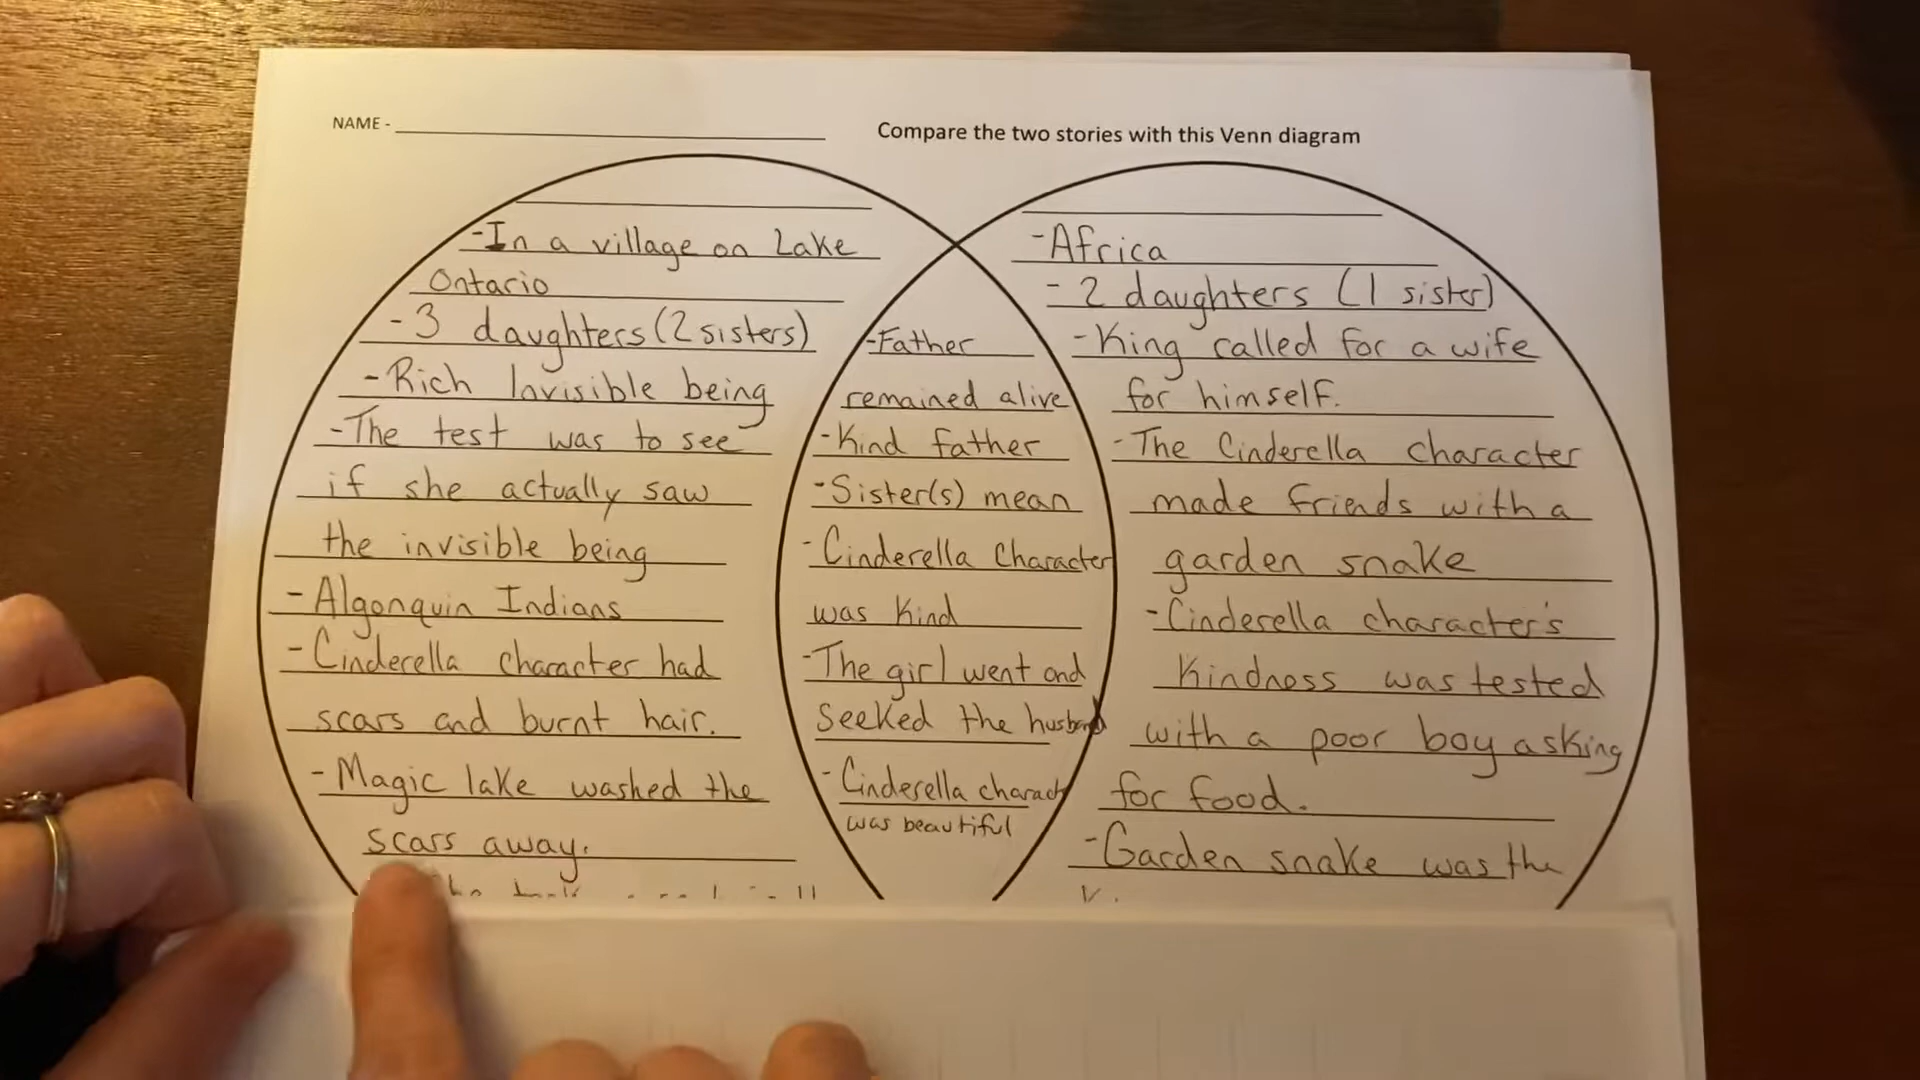 NAME -
Compare the two stories with this Venn diagram
-In a village on Lake
Ontario
-3 daughters (2 sisters)
-Rich Invisible being
-The test was to see
if she actually saw
the invisible being
-Algonquin Indians
-Cinderella character had
scars and burnt hair.
-Magic lake washed the
scars away.
-Father
remained alive
-Kind father
-Sister(s) mean
-Cinderella Character
was Kind
-The girl went and
seeked the husband
-Cinderella charact
was beautiful
-Africa
-2 daughters (1 sister)
-King called for a wife
for himself.
-The Cinderella character
made friends with a
garden snake
-Cinderella character's
Kindness was tested
with a poor boy asking
for food.
-Garden snake was the